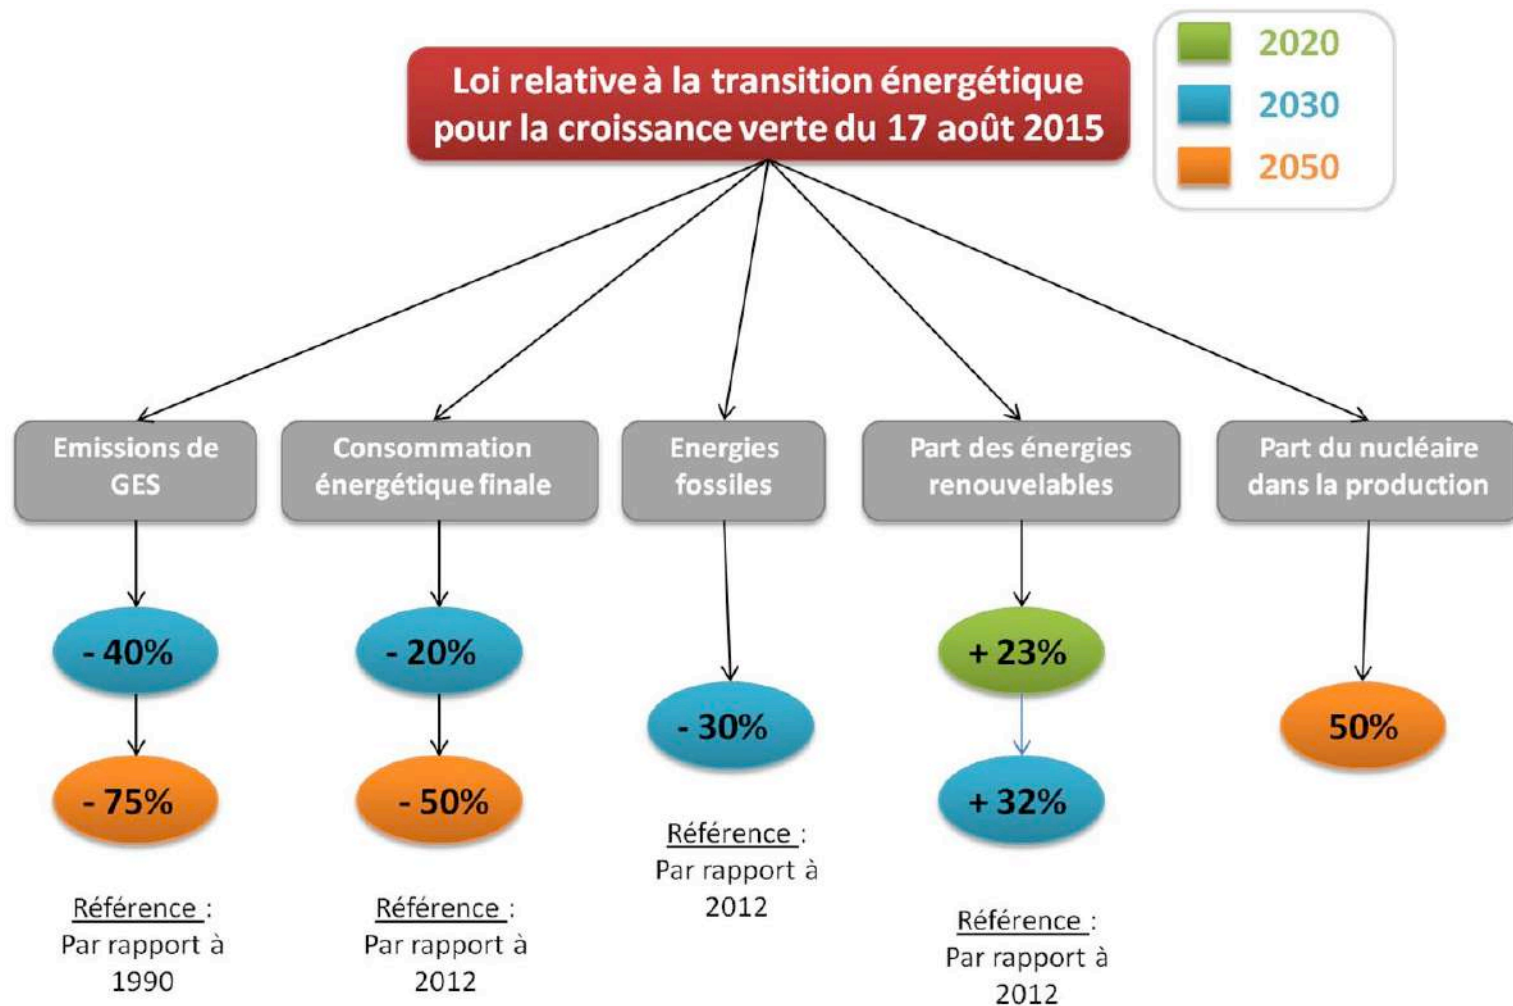 Loi relative à la transition énergétique
pour la croissance verte du 17 août 2015
2020
2030
2050
Emissions de
GES
Consommation
énergétique finale
Energies
fossiles
Part des énergies
renouvelables
Part du nucléaire
dans la production
- 40%
- 75%
Référence :
Par rapport à
1990
- 20%
- 50%
Référence :
Par rapport à
2012
- 30%
Référence :
Par rapport à
2012
+ 23%
+ 32%
Référence :
Par rapport à
2012
50%